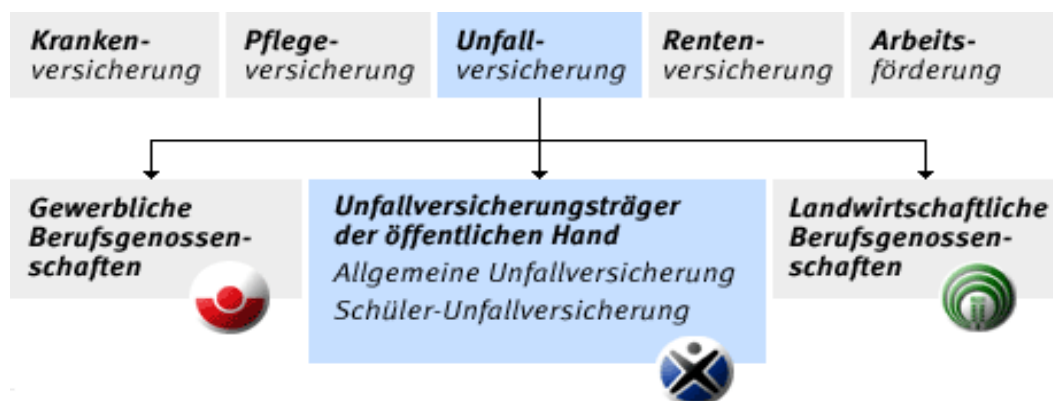 Kranken-
versicherung
Pflege-
versicherung
Unfall-
versicherung
Renten-
versicherung
Arbeits-
förderung
Gewerbliche
Berufsgenossen-
schaften
Unfallversicherungsträger
der öffentlichen Hand
Allgemeine Unfallversicherung
Schüler-Unfallversicherung
Landwirtschaftliche
Berufsgenossen-
schaften